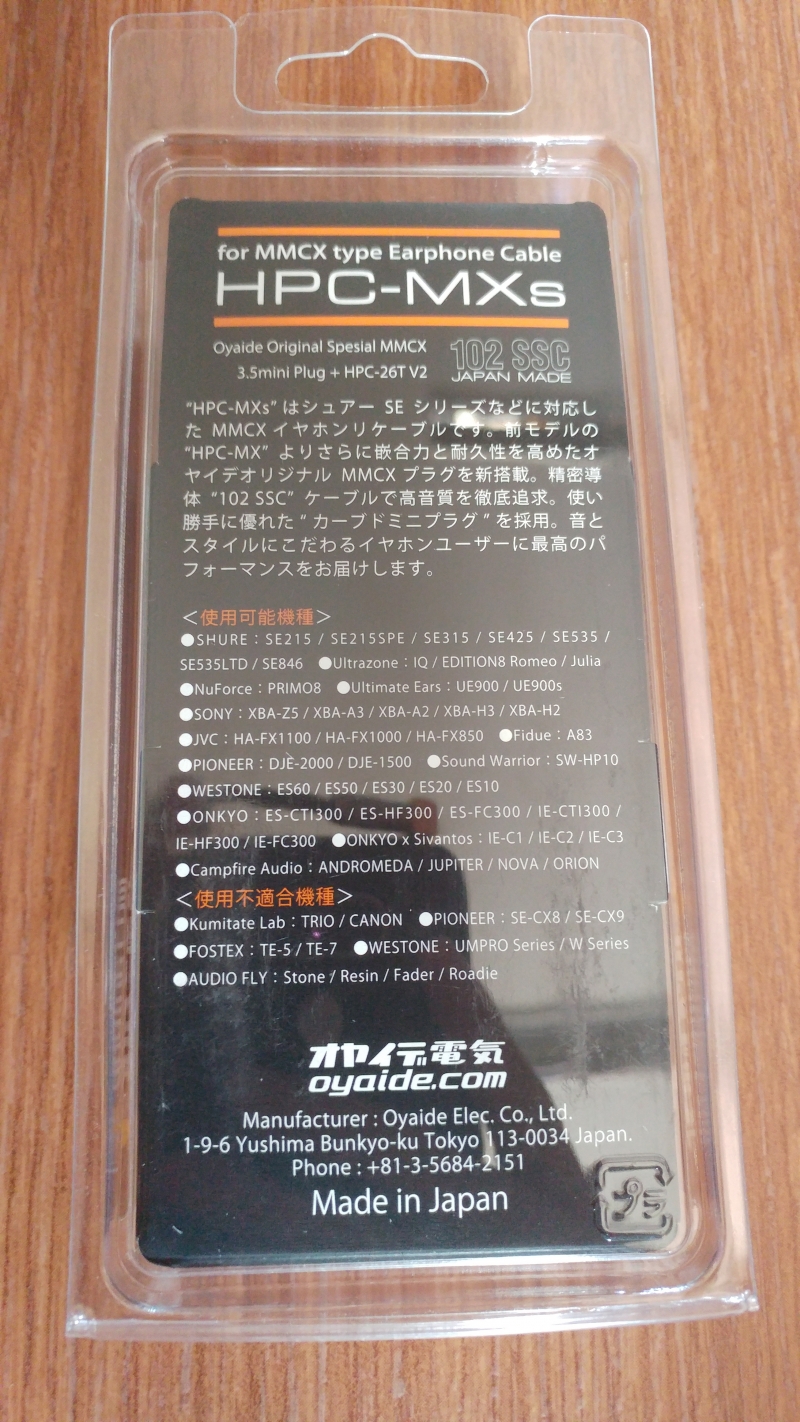 for MMCX type Earphone Cable
HPC-MXs
Oyaide Original Spesial MMCX
3.5mini Plug + HPC-26T V2
102 SSC
JAPAN MADE
“HPC-MXs” はシュアー SE シリーズなどに対応し
た MMCX イヤホンリケーブルです。前モデルの
“HPC-MX” よりさらに嵌合力と耐久性を高めたオ
ヤイデオリジナル MMCX プラグを新搭載。精密導
体 “102 SSC” ケーブルで高音質を徹底追求。使い
勝手に優れた “ カーブドミニプラグ ” を採用。音と
スタイルにこだわるイヤホンユーザーに最高のパ
フォーマンスをお届けします。
＜使用可能機種＞
●SHURE：SE215 / SE215SPE / SE315 / SE425 / SE535 /
SE535LTD / SE846 ●Ultrazone：IQ / EDITION8 Romeo / Julia
●NuForce：PRIMO8 ●Ultimate Ears：UE900 / UE900s
●SONY：XBA-Z5 / XBA-A3 / XBA-A2 / XBA-H3 / XBA-H2
●JVC：HA-FX1100 / HA-FX1000 / HA-FX850 ●Fidue：A83
●PIONEER：DJE-2000 / DJE-1500 ●Sound Warrior：SW-HP10
●WESTONE：ES60 / ES50 / ES30 / ES20 / ES10
●ONKYO：ES-CTI300 / ES-HF300 / ES-FC300 / IE-CTI300 /
IE-HF300 / IE-FC300 ●ONKYO x Sivantos：IE-C1 / IE-C2 / IE-C3
●Campfire Audio：ANDROMEDA / JUPITER / NOVA / ORION
＜使用不適合機種＞
●Kumitate Lab：TRIO / CANON ●PIONEER：SE-CX8 / SE-CX9
●FOSTEX：TE-5 / TE-7 ●WESTONE：UMPRO Series / W Series
●AUDIO FLY：Stone / Resin / Fader / Roadie
オヤイデ電気
oyaide.com
Manufacturer : Oyaide Elec. Co., Ltd.
1-9-6 Yushima Bunkyo-ku Tokyo 113-0034 Japan.
Phone : +81-3-5684-2151
Made in Japan
プラ